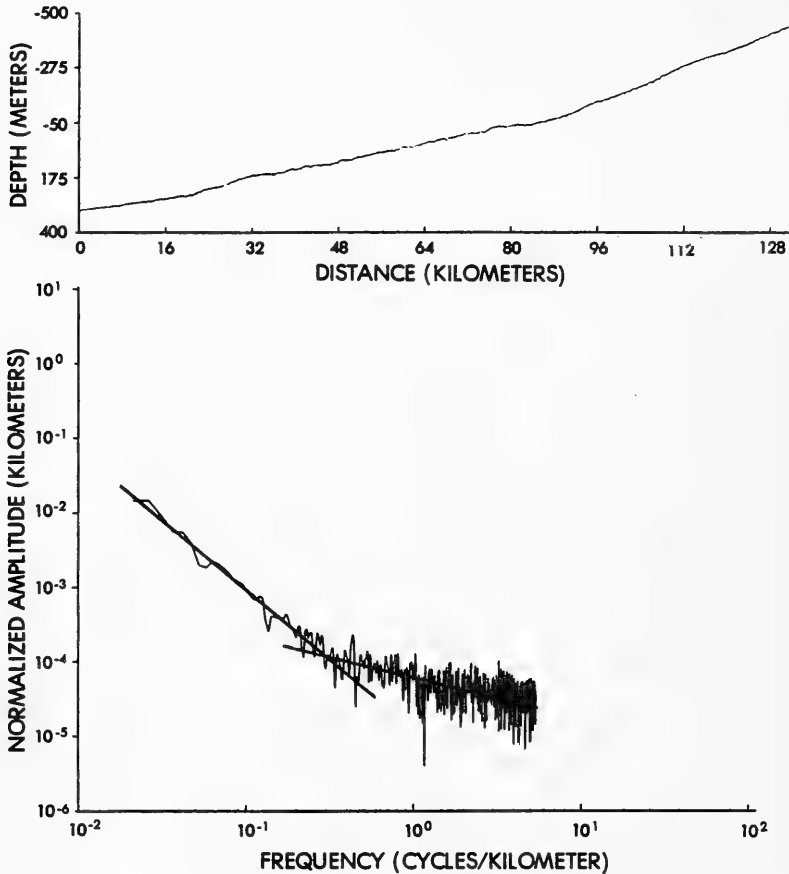 -500
-275
-50
175
400
DEPTH (METERS)
0 16 32 48 64 80 96 112 128
DISTANCE (KILOMETERS)
10¹
10⁰
10⁻¹
10⁻²
10⁻³
10⁻⁴
10⁻⁵
10⁻⁶
NORMALIZED AMPLITUDE (KILOMETERS)
10⁻² 10⁻¹ 10⁰ 10¹ 10²
FREQUENCY (CYCLES/KILOMETER)